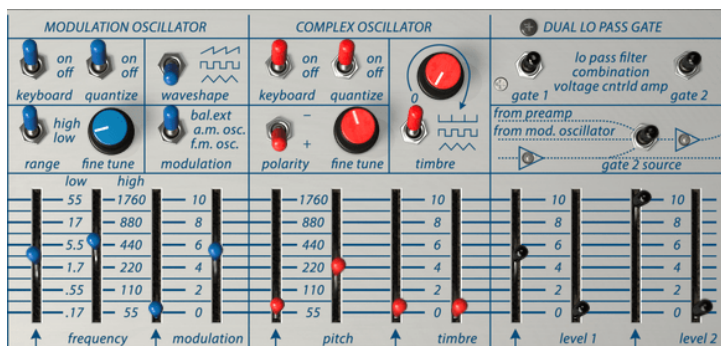 MODULATION OSCILLATOR
on
off
keyboard
on
off
quantize
waveshape
high
low
range
fine tune
bal.ext
a.m. osc.
f.m. osc.
modulation
low
high
55 1760 10
17 880 8
5.5 440 6
1.7 220 4
.55 110 2
.17 55 0
frequency
modulation
COMPLEX OSCILLATOR
on
off
keyboard
on
off
quantize
0
–
+
polarity
fine tune
timbre
1760 10
880 8
440 6
220 4
110 2
55 0
pitch
timbre
DUAL LO PASS GATE
lo pass filter
combination
voltage cntrld amp
gate 1
gate 2
from preamp
from mod. oscillator
gate 2 source
10 10
8 8
6 6
4 4
2 2
0 0
level 1
level 2